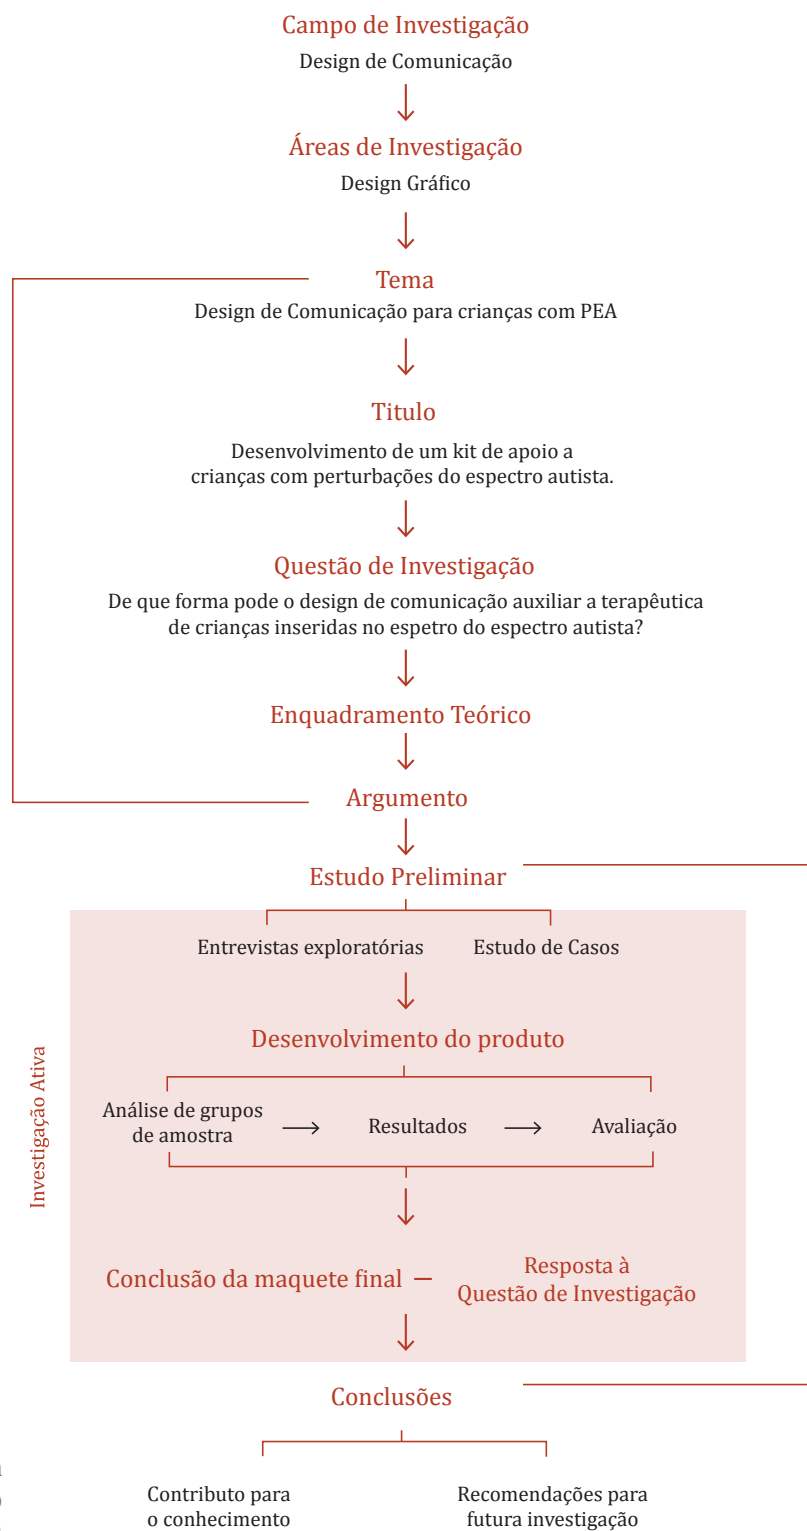 Campo de Investigação
Design de Comunicação
Áreas de Investigação
Design Gráfico
Tema
Design de Comunicação para crianças com PEA
Titulo
Desenvolvimento de um kit de apoio a
crianças com perturbações do espectro autista.
Questão de Investigação
De que forma pode o design de comunicação auxiliar a terapêutica
de crianças inseridas no espetro do espectro autista?
Enquadramento Teórico
Argumento
Estudo Preliminar
Entrevistas exploratórias
Estudo de Casos
Desenvolvimento do produto
Investigação Ativa
Análise de grupos
de amostra
Resultados
Avaliação
Conclusão da maquete final –
Resposta à
Questão de Investigação
Conclusões
Contributo para
o conhecimento
Recomendações para
futura investigação